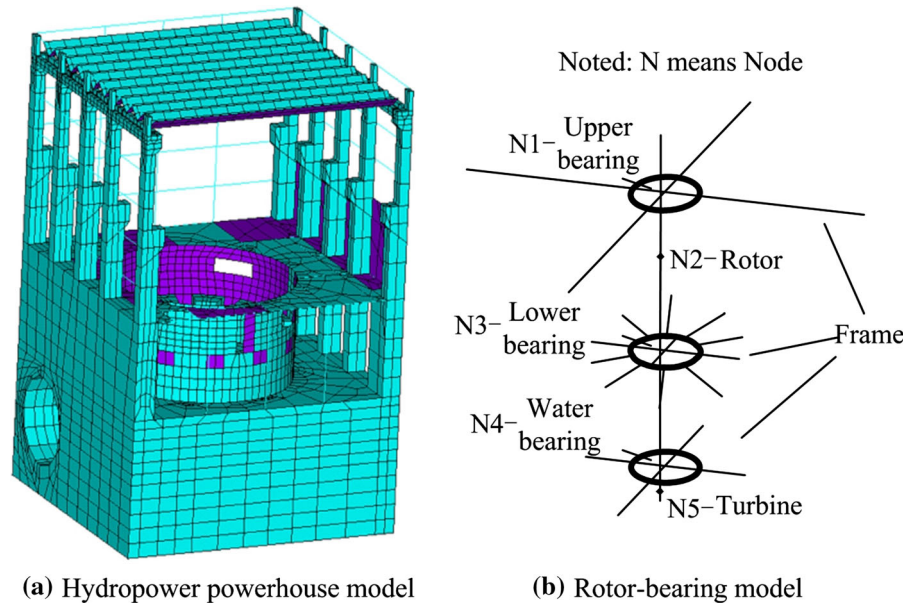 Noted: N means Node
N1- Upper
bearing
N2-Rotor
N3- Lower
bearing
Frame
N4- Water
bearing
N5-Turbine
(a) Hydropower powerhouse model
(b) Rotor-bearing model